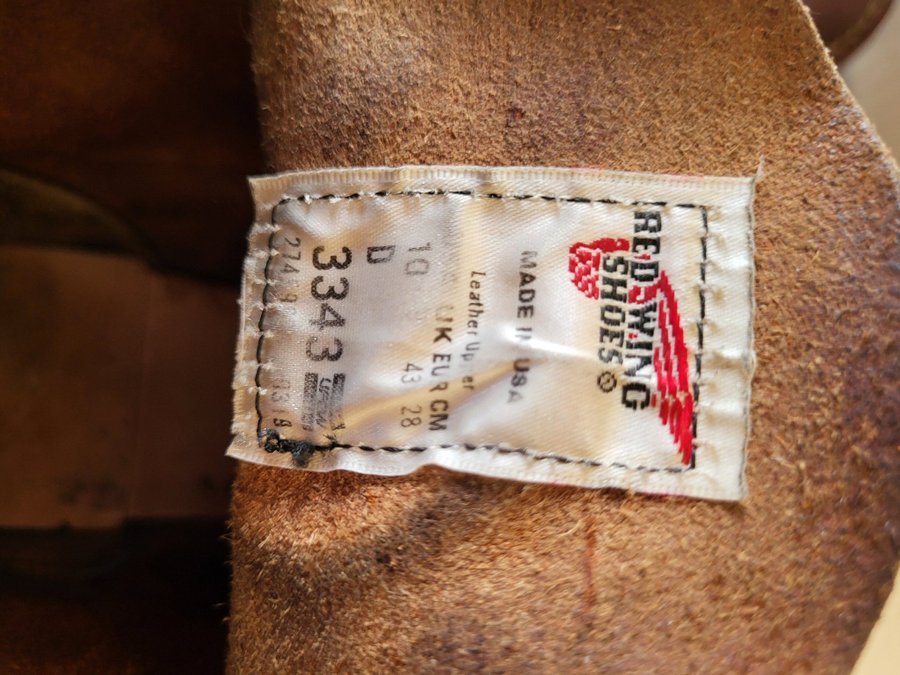 RED WING
SHOES
MADE IN USA
Leather Upper
UK EUR CM
10 43 28
D
3343